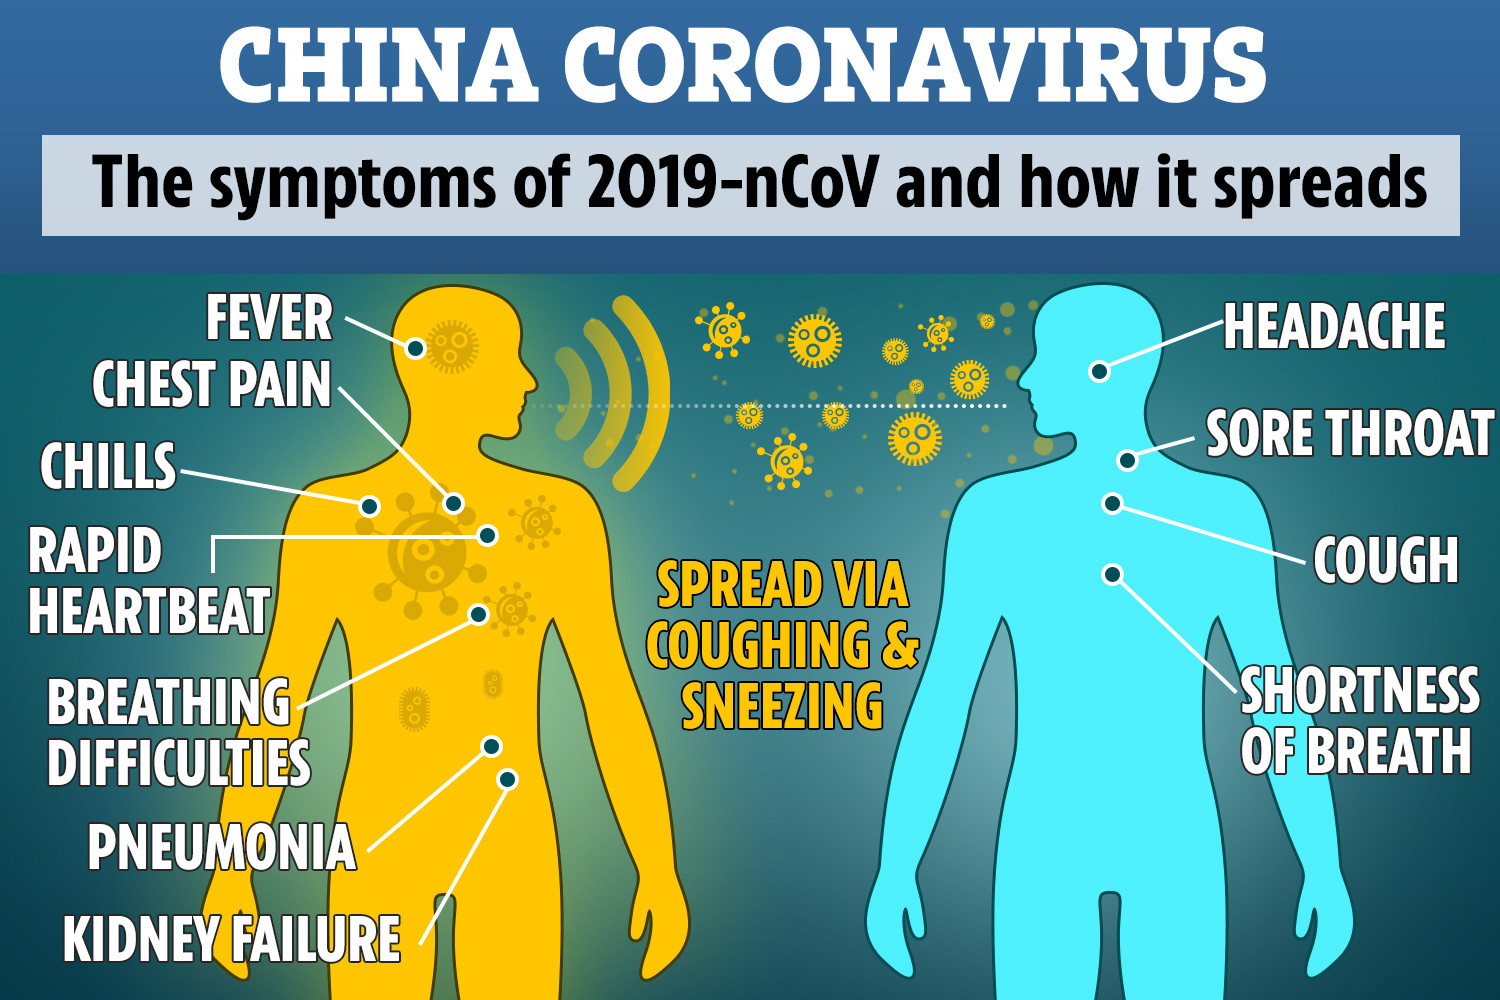 CHINA CORONAVIRUS
The symptoms of 2019-nCoV and how it spreads
FEVER
CHEST PAIN
CHILLS
RAPID
HEARTBEAT
BREATHING
DIFFICULTIES
PNEUMONIA
KIDNEY FAILURE
SPREAD VIA
COUGHING &
SNEEZING
HEADACHE
SORE THROAT
COUGH
SHORTNESS
OF BREATH